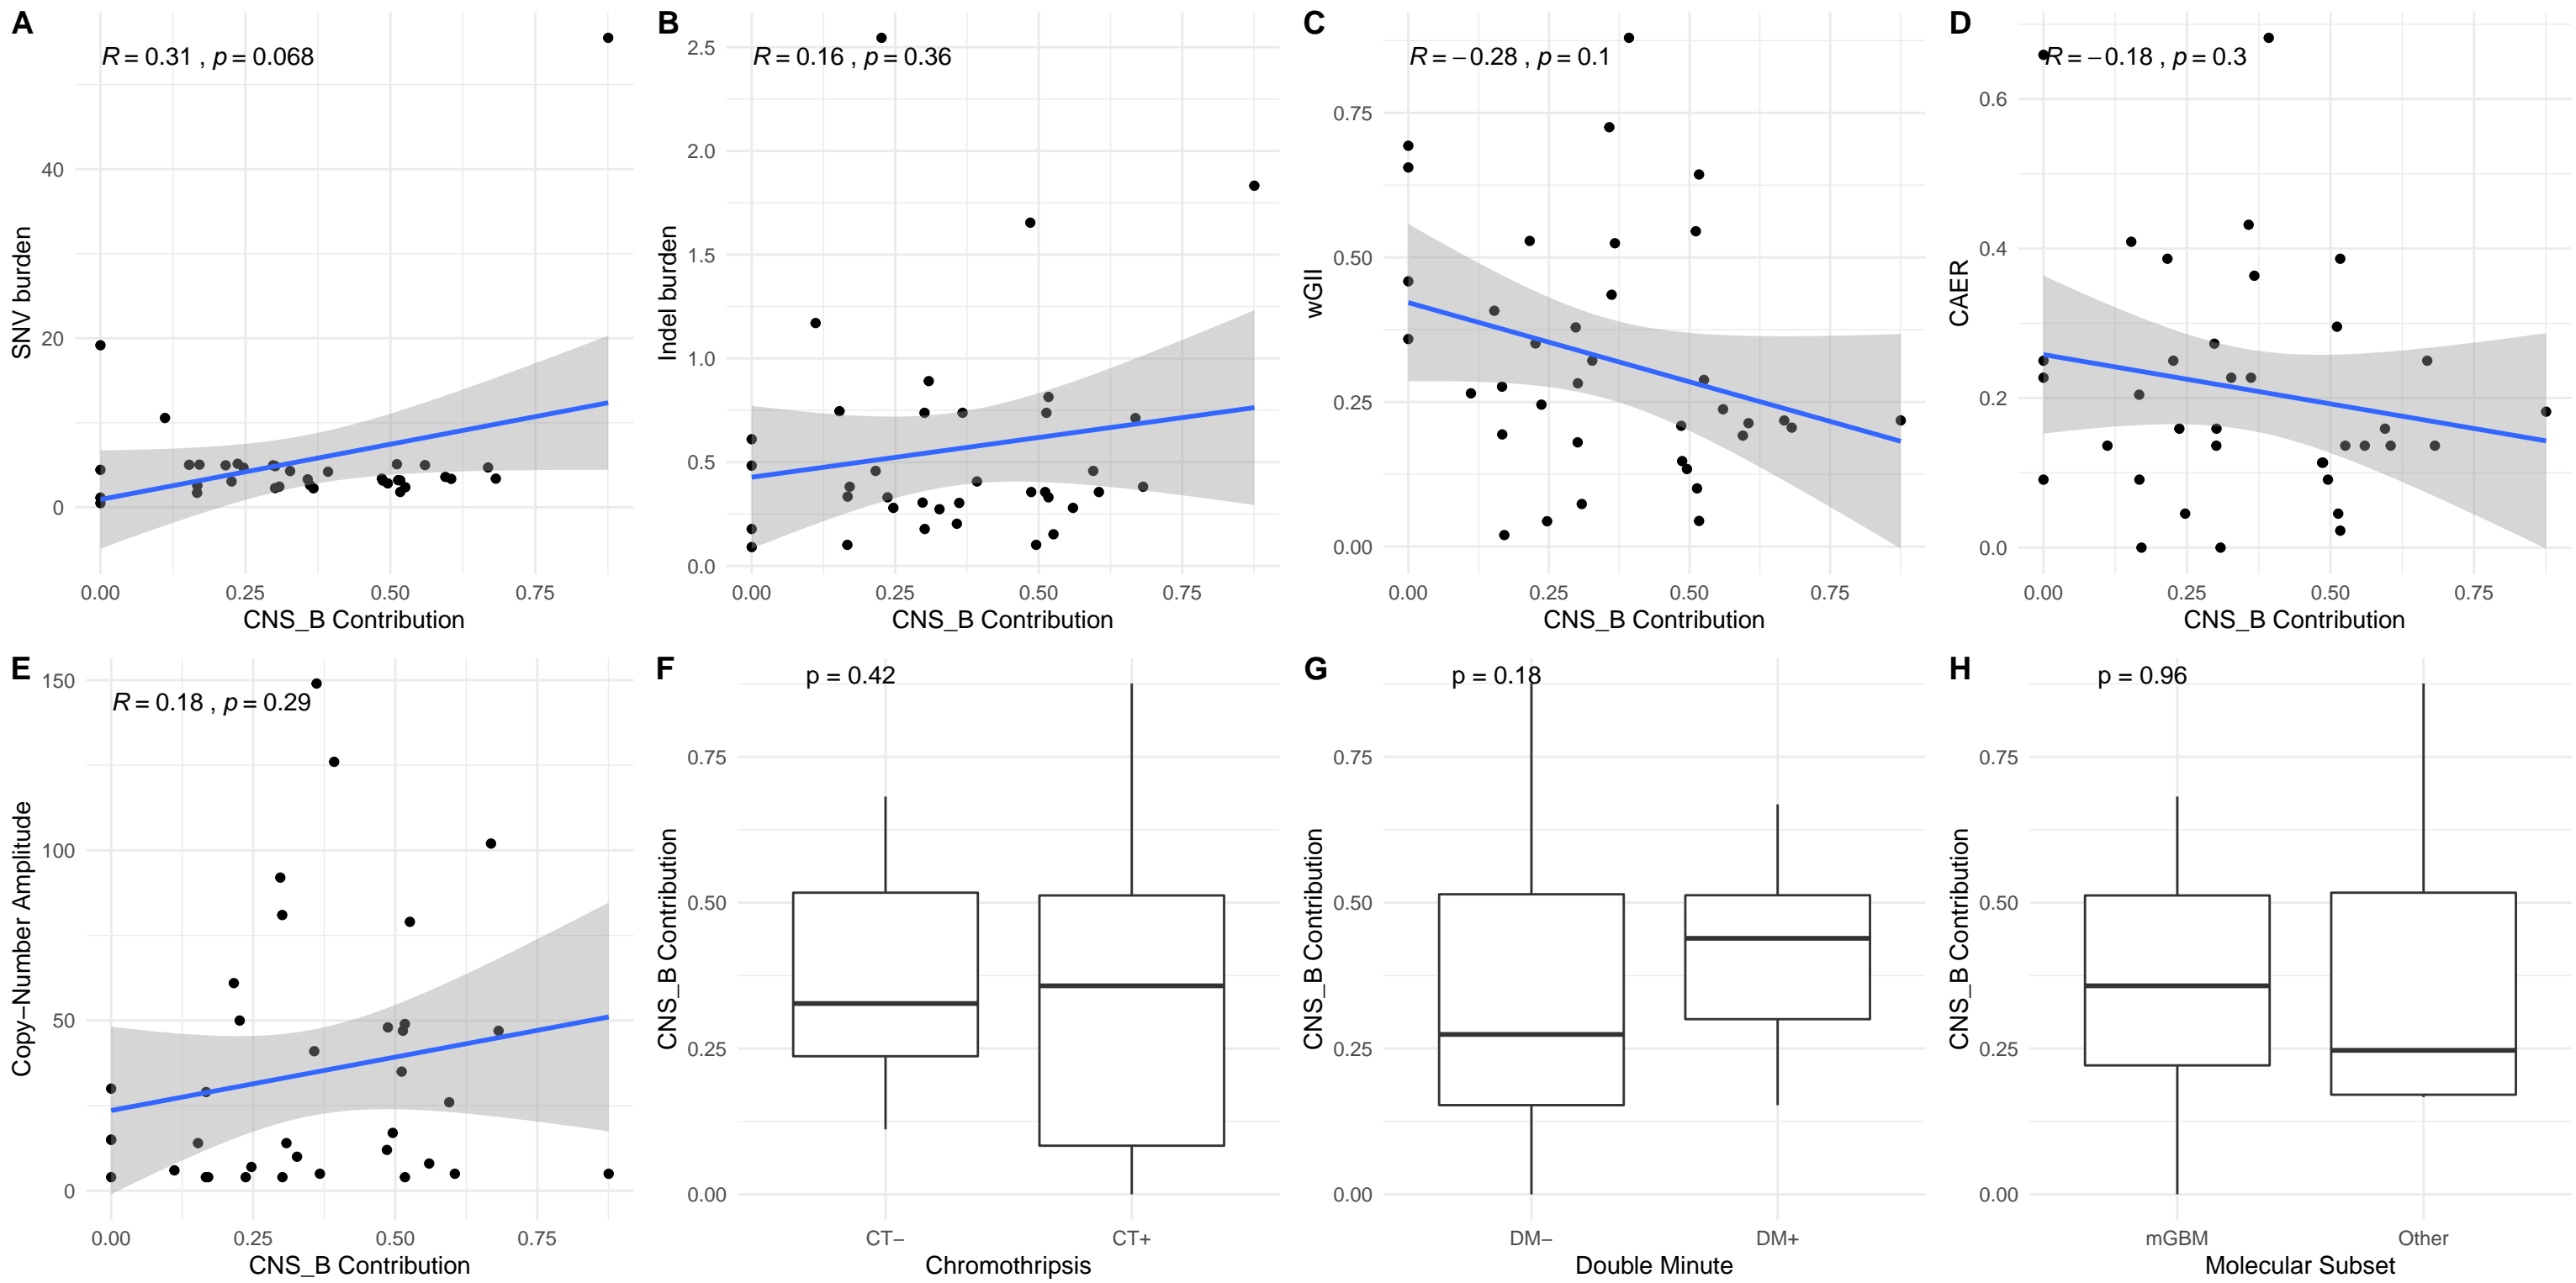 A
R = 0.31 , p = 0.068
SNV burden
40
20
0
0.00 0.25 0.50 0.75
CNS_B Contribution
B
R = 0.16 , p = 0.36
Indel burden
2.5
2.0
1.5
1.0
0.5
0.0
0.00 0.25 0.50 0.75
CNS_B Contribution
C
R = −0.28 , p = 0.1
wGII
0.75
0.50
0.25
0.00
0.00 0.25 0.50 0.75
CNS_B Contribution
D
R = −0.18 , p = 0.3
CAER
0.6
0.4
0.2
0.0
0.00 0.25 0.50 0.75
CNS_B Contribution
E
R = 0.18 , p = 0.29
Copy−Number Amplitude
150
100
50
0
0.00 0.25 0.50 0.75
CNS_B Contribution
F
p = 0.42
CNS_B Contribution
0.75
0.50
0.25
0.00
CT− CT+
Chromothripsis
G
p = 0.18
CNS_B Contribution
0.75
0.50
0.25
0.00
DM− DM+
Double Minute
H
p = 0.96
CNS_B Contribution
0.75
0.50
0.25
0.00
mGBM Other
Molecular Subset